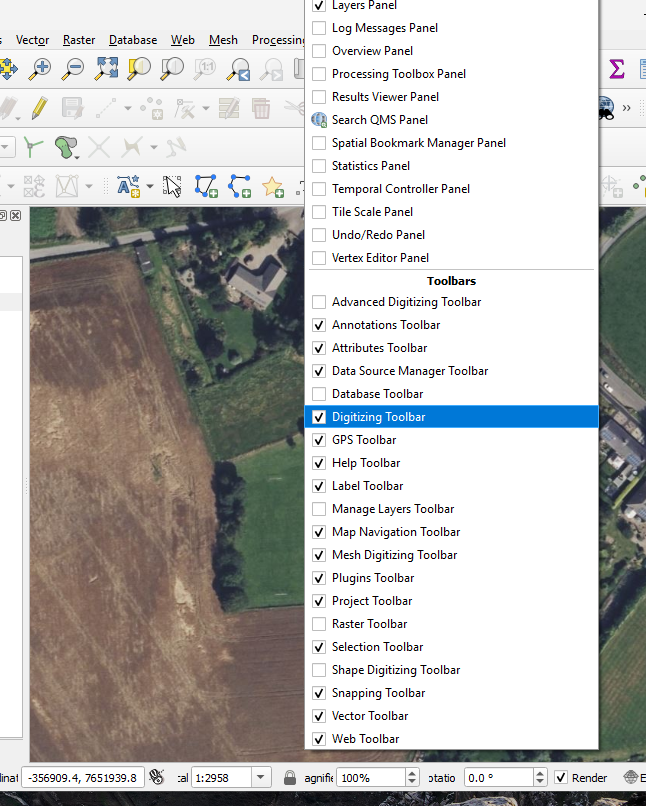 Layers Panel
Log Messages Panel
Vector Raster Database Web Mesh Processing
Overview Panel
Processing Toolbox Panel
Results Viewer Panel
Search QMS Panel
Spatial Bookmark Manager Panel
Statistics Panel
Temporal Controller Panel
Tile Scale Panel
Undo/Redo Panel
Vertex Editor Panel
Toolbars
Advanced Digitizing Toolbar
Annotations Toolbar
Attributes Toolbar
Data Source Manager Toolbar
Database Toolbar
Digitizing Toolbar
GPS Toolbar
Help Toolbar
Label Toolbar
Manage Layers Toolbar
Map Navigation Toolbar
Mesh Digitizing Toolbar
Plugins Toolbar
Project Toolbar
Raster Toolbar
Selection Toolbar
Shape Digitizing Toolbar
Snapping Toolbar
Vector Toolbar
Web Toolbar
dinat -356909.4, 7651939.8 cal 1:2958 agnifie 100% otatio 0.0 ° Render E